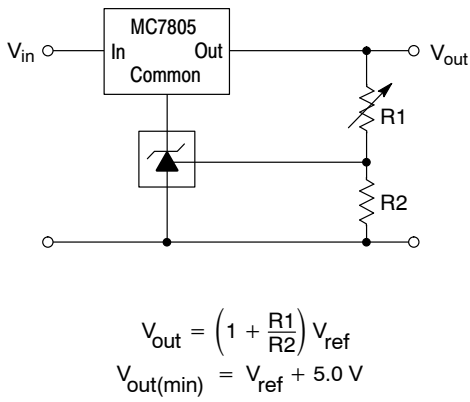 MC7805
V_in In Out V_out
Common
R1
R2
V_out = (1 + R1/R2) V_ref
V_out(min) = V_ref + 5.0 V